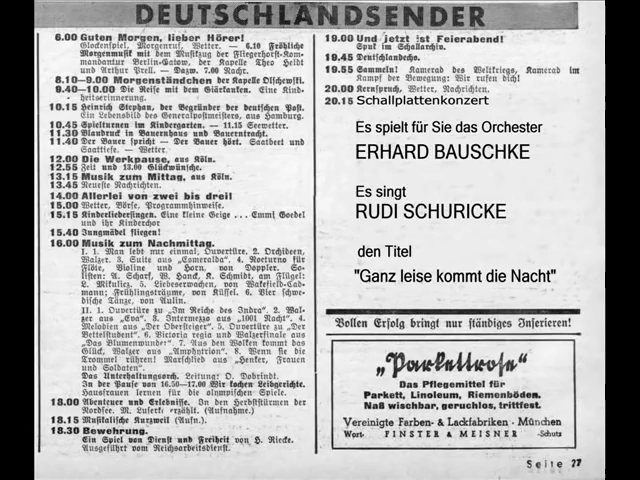 DEUTSCHLANDSENDER
6.00 Guten Morgen, lieber Hörer!
Glockenspiel, Morgenruf, Wetter. — 6.10 Fröhliche
Morgenmusik mit dem Musikzug der Fliegerhorst-Kom-
mandantur Berlin-Gatow, der Kapelle Theo Heldt
und Arthur Prell. — Dazw. 7.00 Nachr.
8.10—9.00 Morgenständchen der Kapelle Olschewski.
9.40—10.00 Die Reise mit dem Giärkaufen. Eine Kin-
derhitserinnerung.
10.15 Heinrich Stephan, der Begründer der deutschen Post.
Ein Lebensbild des Generalpostmeisters, aus Hamburg.
10.45 Spielturnen im Kindergarten. — 11.15 Seewetter.
11.30 Blaudruck in Bauernhaus und Bauerntracht.
11.40 Der Bauer spricht — Der Bauer hört. Saatbeet und
Saattiefe. — Wetter.
12.00 Die Werkpause, aus Köln.
12.55 Zeit und 13.00 Glückwünsche.
13.15 Musik zum Mittag, aus Köln.
13.45 Neueste Nachrichten.
14.00 Allerlei von zwei bis drei!
15.00 Wetter, Börse, Programmhinweise.
15.15 Kinderliedersingen. Eine kleine Geige ... Emmi Goedel
und ihr Kinderchor
15.40 Jungmädel fliegen!
16.00 Musik zum Nachmittag.
I. 1. Man lebt nur einmal, Ouvertüre. 2. Orchideen,
Walzer. 3. Suite aus „Esmeralda". 4. Nocturno für
Flöte, Violine und Horn, von Doppler. So-
listen: A. Scharf, W. Hanck, K. Schmidt, am Flügel:
L. Mikulicz. 5. Liebeserwachen, von Wakefield-Cad-
mann; Frühlingsträume, von Küssel. 6. Vier schwe-
dische Tänze, von Aulin.
II. 1. Ouvertüre zu „Im Reiche des Indra". 2. Wal-
zer aus „Eva". 3. Intermezzo aus „1001 Nacht". 4.
Melodien aus „Der Obersteiger". 5. Ouvertüre zu „Der
Bettelstudent". 6. Victoria regia und Walzerfinale aus
„Das Blumenwunder". 7. Aus den Wolken kommt das
Glück, Walzer aus „Amphytrion". 8. Wenn sie die
Trommel rühren! Marschlied aus „Henker, Frauen
und Soldaten".
Das Unterhaltungsorch. Leitung: O. Dobrindt.
In der Pause von 16.50—17.00 Wir kochen Leibgerichte.
Hausfrauen lernen für die olympischen Spiele.
18.00 Abenteuer und Erlebnisse. In den Herbststürmen der
Nordsee. M. Luserke erzählt. (Aufnahme.)
18.15 Musikalische Kurzweil (Aufn.).
18.30 Bewehrung.
Ein Spiel von Dienst und Freiheit von H. Riecke.
Ausgeführt vom Reichsarbeitsdienst.
19.00 Und jetzt ist Feierabend!
Spuk im Schallarchiv.
19.45 Deutschlandecho.
19.55 Sammeln! Kamerad des Weltkriegs, Kamerad im
Kampf der Bewegung: Wir rufen dich!
20.00 Kernspruch, Wetter, Nachrichten.
20.15 Schallplattenkonzert
Es spielt für Sie das Orchester
ERHARD BAUSCHKE
Es singt
RUDI SCHURICKE
den Titel
"Ganz leise kommt die Nacht"
Vollen Erfolg bringt nur ständiges Inserieren!
„Parkettrose"
Das Pflegemittel für
Parkett, Linoleum, Riemenböden.
Naß wischbar, geruchlos, trittfest.
Vereinigte Farben- & Lackfabriken · München
Wort- FINSTER & MEISNER -Schutz
Seite 27